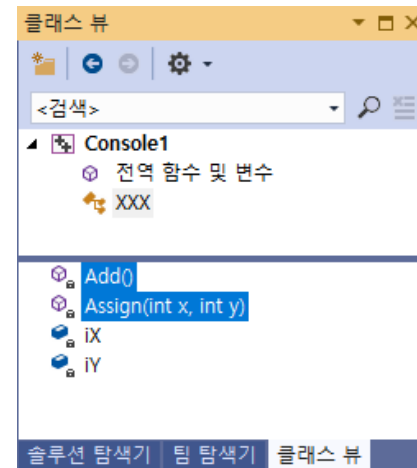 클래스 뷰
<검색>
Console1
전역 함수 및 변수
XXX
Add()
Assign(int x, int y)
iX
iY
솔루션 탐색기 팀 탐색기 클래스 뷰